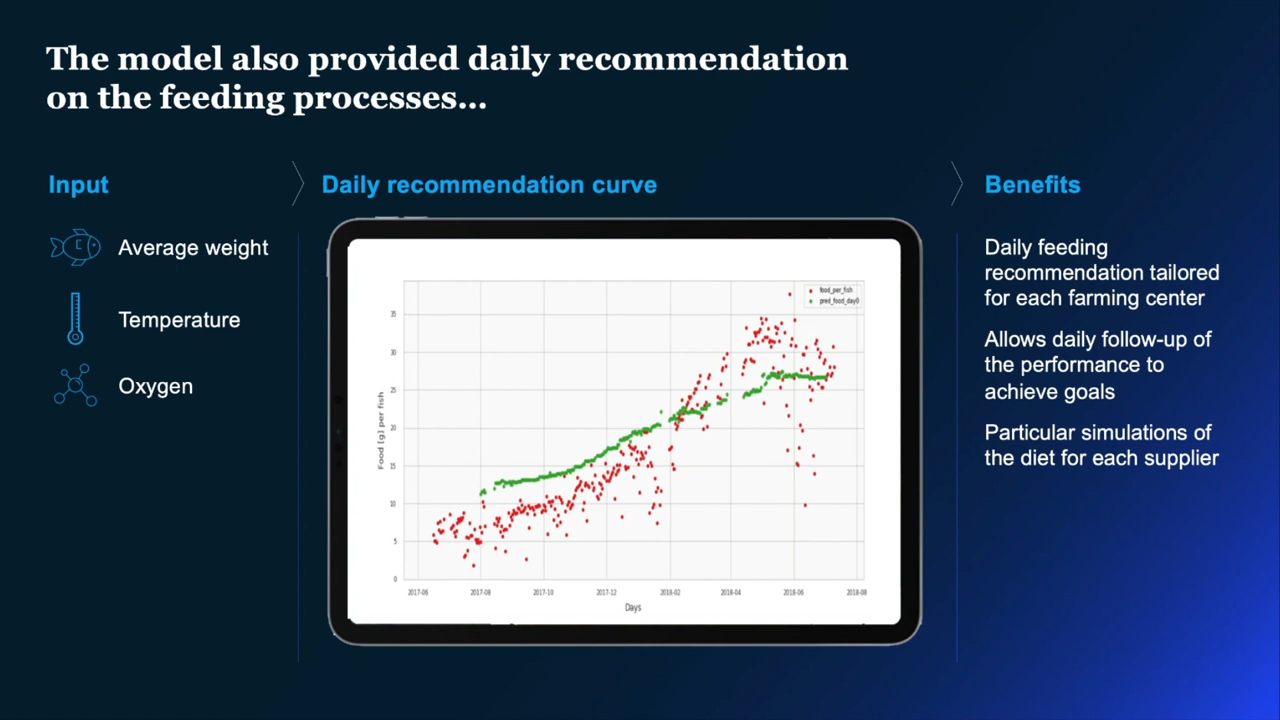 The model also provided daily recommendation
on the feeding processes...
Input
Average weight
Temperature
Oxygen
Daily recommendation curve
food_per_fish
pred_food_day0
Food [g] per fish
35
30
25
20
15
10
5
0
2017-06
2017-08
2017-10
2017-12
2018-02
2018-04
2018-06
2018-08
Days
Benefits
Daily feeding
recommendation tailored
for each farming center
Allows daily follow-up of
the performance to
achieve goals
Particular simulations of
the diet for each supplier